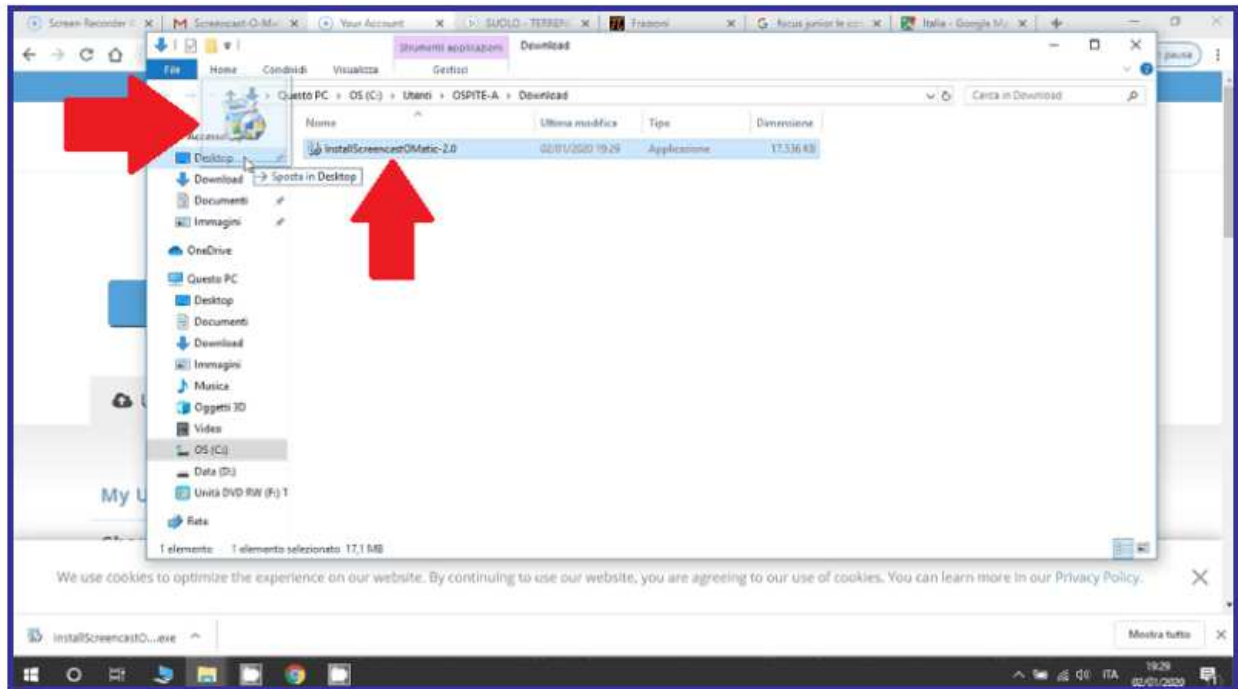 Screen Recorder
Screencast-O-Ma
Your Account
SUOLO - TERREN
Frazioni
focus junior le
Italia - Google M
Strumenti applicazioni
Download
File
Home
Condividi
Visualizza
Gestisci
Questo PC > OS (C:) > Utenti > OSPITE-A > Download
Cerca in Download
Nome
Ultima modifica
Tipo
Dimensione
InstallScreencastOMatic-2.0
02/01/2020 19:29
Applicazione
17.536 KB
Desktop
Sposta in Desktop
Download
Documenti
Immagini
OneDrive
Questo PC
Desktop
Documenti
Download
Immagini
Musica
Oggetti 3D
Video
OS (C:)
Data (D:)
Unità DVD RW (F:) T
Rete
My U
1 elemento
1 elemento selezionato 17,1 MB
We use cookies to optimize the experience on our website. By continuing to use our website, you are agreeing to our use of cookies. You can learn more in our Privacy Policy.
InstallScreencastO....exe
Mostra tutto
ITA
19:29
02/01/2020